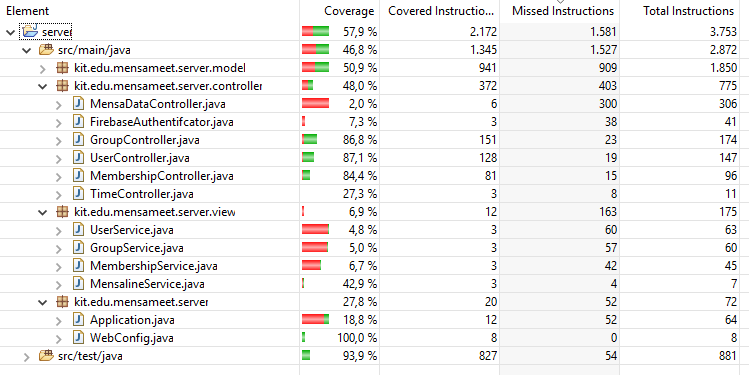 Element Coverage Covered Instructio... Missed Instructions Total Instructions
server 57,9 % 2.172 1.581 3.753
src/main/java 46,8 % 1.345 1.527 2.872
kit.edu.mensameet.server.model 50,9 % 941 909 1.850
kit.edu.mensameet.server.controller 48,0 % 372 403 775
MensaDataController.java 2,0 % 6 300 306
FirebaseAuthentifcator.java 7,3 % 3 38 41
GroupController.java 86,8 % 151 23 174
UserController.java 87,1 % 128 19 147
MembershipController.java 84,4 % 81 15 96
TimeController.java 27,3 % 3 8 11
kit.edu.mensameet.server.view 6,9 % 12 163 175
UserService.java 4,8 % 3 60 63
GroupService.java 5,0 % 3 57 60
MembershipService.java 6,7 % 3 42 45
MensalineService.java 42,9 % 3 4 7
kit.edu.mensameet.server 27,8 % 20 52 72
Application.java 18,8 % 12 52 64
WebConfig.java 100,0 % 8 0 8
src/test/java 93,9 % 827 54 881